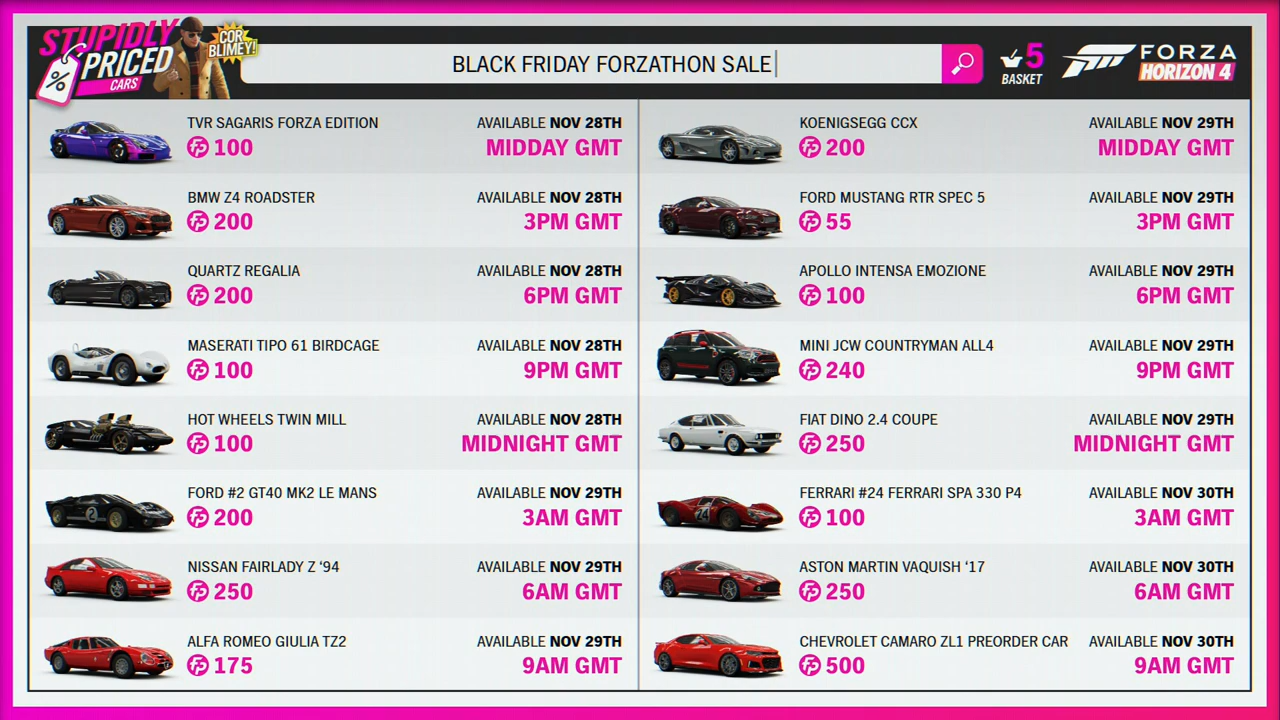 STUPIDLY
PRICED
CARS
%
COR
BLIMEY!
BLACK FRIDAY FORZATHON SALE
5
BASKET
FORZA
HORIZON 4
TVR SAGARIS FORZA EDITION
100
AVAILABLE NOV 28TH
MIDDAY GMT
BMW Z4 ROADSTER
200
AVAILABLE NOV 28TH
3PM GMT
QUARTZ REGALIA
200
AVAILABLE NOV 28TH
6PM GMT
MASERATI TIPO 61 BIRDCAGE
100
AVAILABLE NOV 28TH
9PM GMT
HOT WHEELS TWIN MILL
100
AVAILABLE NOV 28TH
MIDNIGHT GMT
FORD #2 GT40 MK2 LE MANS
200
AVAILABLE NOV 29TH
3AM GMT
2
NISSAN FAIRLADY Z ‘94
250
AVAILABLE NOV 29TH
6AM GMT
ALFA ROMEO GIULIA TZ2
175
AVAILABLE NOV 29TH
9AM GMT
KOENIGSEGG CCX
200
AVAILABLE NOV 29TH
MIDDAY GMT
FORD MUSTANG RTR SPEC 5
55
AVAILABLE NOV 29TH
3PM GMT
APOLLO INTENSA EMOZIONE
100
AVAILABLE NOV 29TH
6PM GMT
MINI JCW COUNTRYMAN ALL4
240
AVAILABLE NOV 29TH
9PM GMT
FIAT DINO 2.4 COUPE
250
AVAILABLE NOV 29TH
MIDNIGHT GMT
FERRARI #24 FERRARI SPA 330 P4
100
AVAILABLE NOV 30TH
3AM GMT
24
ASTON MARTIN VAQUISH ‘17
250
AVAILABLE NOV 30TH
6AM GMT
CHEVROLET CAMARO ZL1 PREORDER CAR
500
AVAILABLE NOV 30TH
9AM GMT